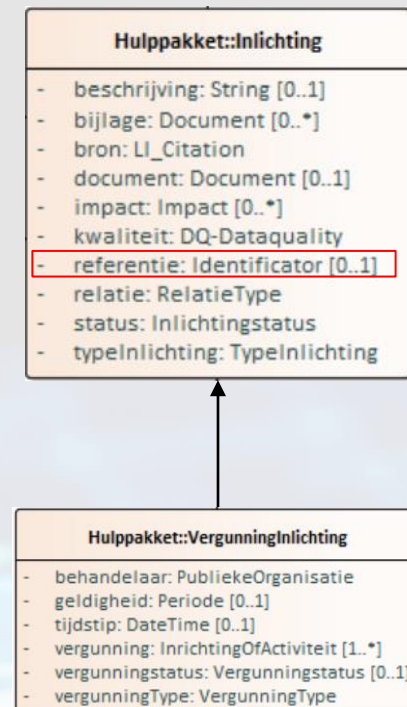 Hulppakket::Inlichting
- beschrijving: String [0..1]
- bijlage: Document [0..*]
- bron: LI_Citation
- document: Document [0..1]
- impact: Impact [0..*]
- kwaliteit: DQ-Dataquality
- referentie: Identificator [0..1]
- relatie: RelatieType
- status: Inlichtingstatus
- typeInlichting: TypeInlichting
Hulppakket::VergunningInlichting
- behandelaar: PubliekeOrganisatie
- geldigheid: Periode [0..1]
- tijdstip: DateTime [0..1]
- vergunning: InrichtingOfActiviteit [1..*]
- vergunningstatus: Vergunningstatus [0..1]
- vergunningType: VergunningType